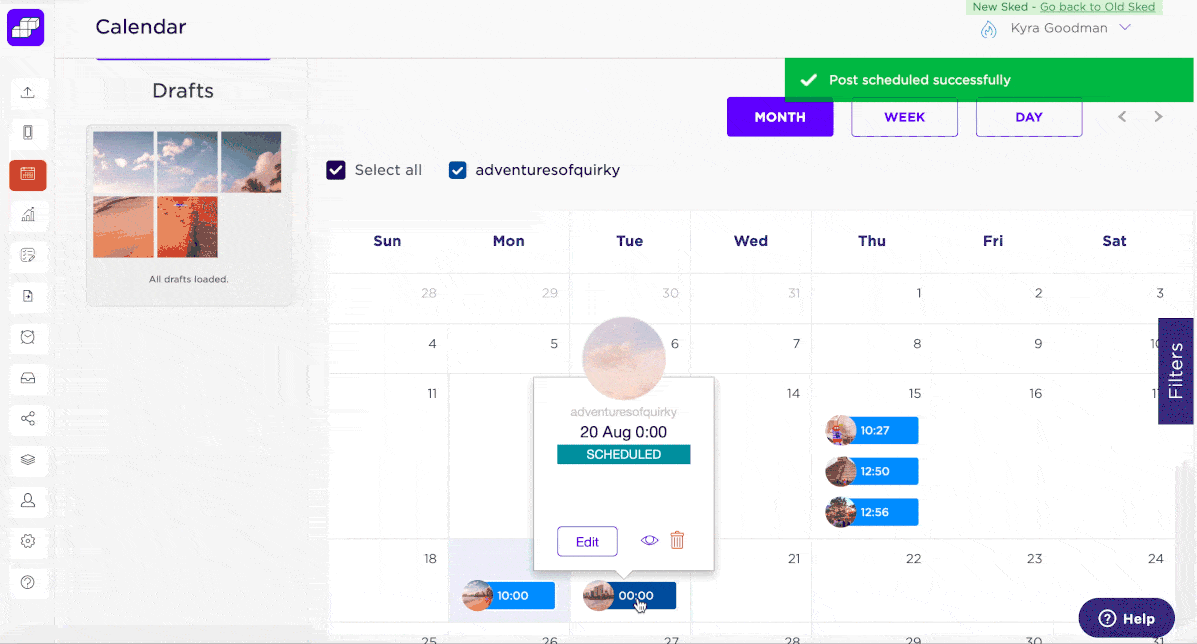 New Sked - Go back to Old Sked
Calendar
Kyra Goodman
Post scheduled successfully
Drafts
MONTH WEEK DAY
Select all adventuresofquirky
Sun Mon Tue Wed Thu Fri Sat
All drafts loaded.
28 29 30 31 1 2 3
4 5 6 7 8 9 10
Filters
11 14 15 16
adventuresofquirky
20 Aug 0:00
10:27
SCHEDULED
12:50
12:56
Edit
18 21 22 23 24
10:00 00:00
Help
25 26 27 28 29 30 31